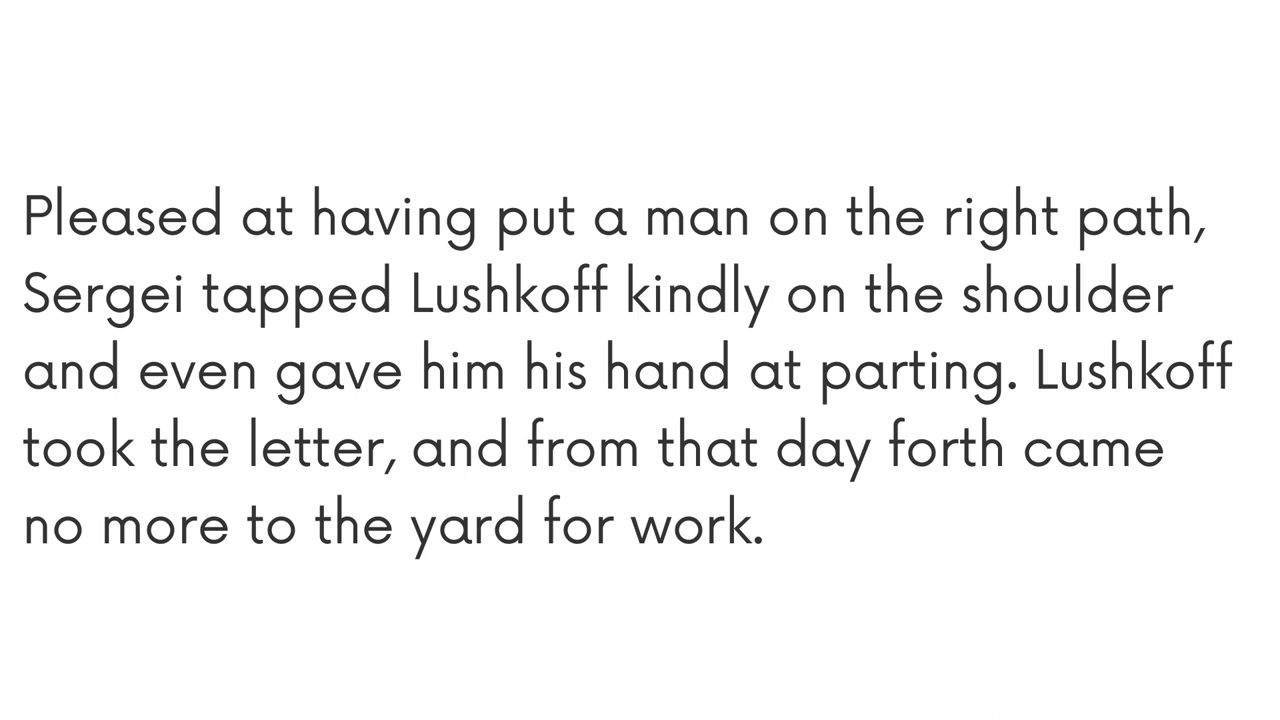 Pleased at having put a man on the right path,
Sergei tapped Lushkoff kindly on the shoulder
and even gave him his hand at parting. Lushkoff
took the letter, and from that day forth came
no more to the yard for work.